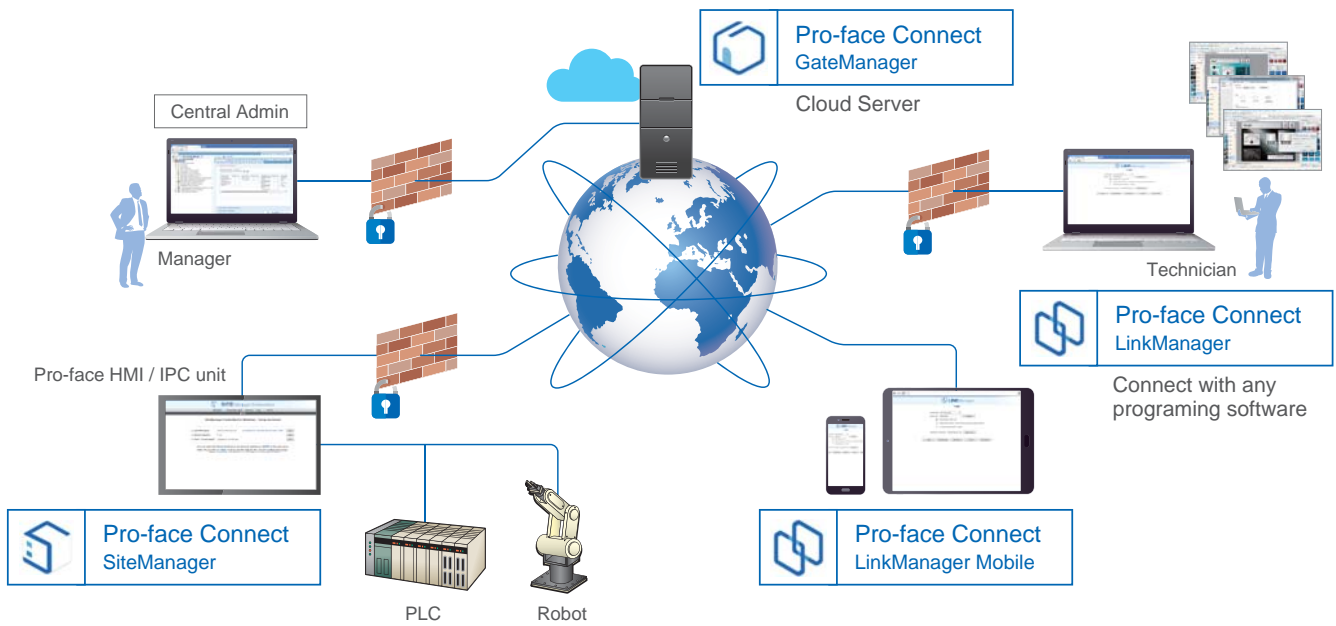 Pro-face Connect
GateManager
Cloud Server
Central Admin
Manager
Technician
Pro-face Connect
LinkManager
Connect with any
programing software
Pro-face HMI / IPC unit
Pro-face Connect
SiteManager
PLC
Robot
Pro-face Connect
LinkManager Mobile